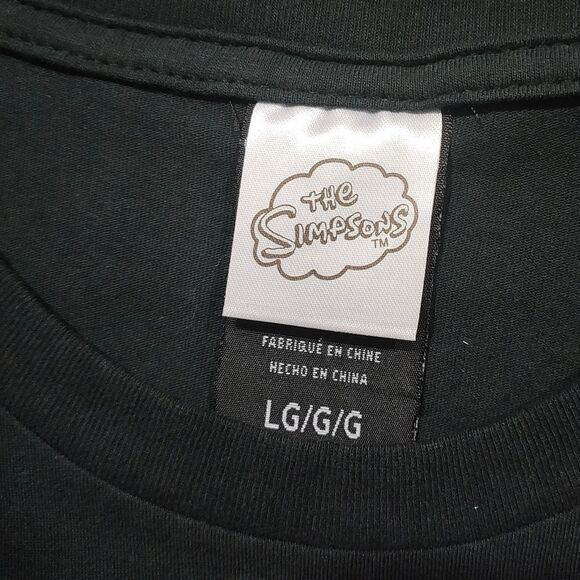 THE
SIMPSONS
TM
FABRIQUÉ EN CHINE
HECHO EN CHINA
LG/G/G